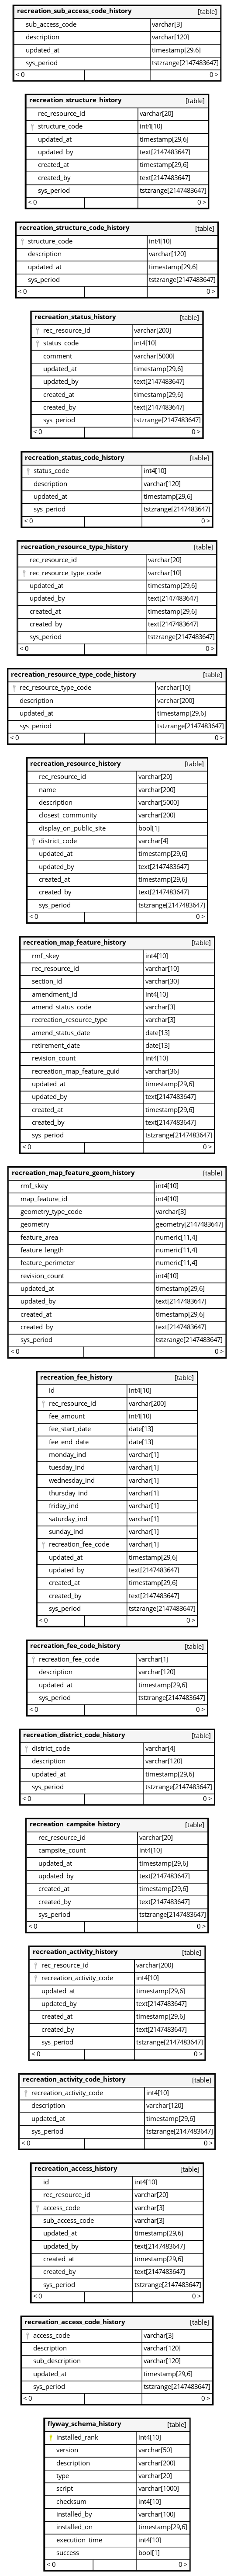 recreation_sub_access_code_history [table]
sub_access_code varchar[3]
description varchar[120]
updated_at timestamp[29,6]
sys_period tstzrange[2147483647]
< 0 0 >
recreation_structure_history [table]
rec_resource_id varchar[20]
structure_code int4[10]
updated_at timestamp[29,6]
updated_by text[2147483647]
created_at timestamp[29,6]
created_by text[2147483647]
sys_period tstzrange[2147483647]
< 0 0 >
recreation_structure_code_history [table]
structure_code int4[10]
description varchar[120]
updated_at timestamp[29,6]
sys_period tstzrange[2147483647]
< 0 0 >
recreation_status_history [table]
rec_resource_id varchar[200]
status_code int4[10]
comment varchar[5000]
updated_at timestamp[29,6]
updated_by text[2147483647]
created_at timestamp[29,6]
created_by text[2147483647]
sys_period tstzrange[2147483647]
< 0 0 >
recreation_status_code_history [table]
status_code int4[10]
description varchar[120]
updated_at timestamp[29,6]
sys_period tstzrange[2147483647]
< 0 0 >
recreation_resource_type_history [table]
rec_resource_id varchar[20]
rec_resource_type_code varchar[10]
updated_at timestamp[29,6]
updated_by text[2147483647]
created_at timestamp[29,6]
created_by text[2147483647]
sys_period tstzrange[2147483647]
< 0 0 >
recreation_resource_type_code_history [table]
rec_resource_type_code varchar[10]
description varchar[200]
updated_at timestamp[29,6]
sys_period tstzrange[2147483647]
< 0 0 >
recreation_resource_history [table]
rec_resource_id varchar[20]
name varchar[200]
description varchar[5000]
closest_community varchar[200]
display_on_public_site bool[1]
district_code varchar[4]
updated_at timestamp[29,6]
updated_by text[2147483647]
created_at timestamp[29,6]
created_by text[2147483647]
sys_period tstzrange[2147483647]
< 0 0 >
recreation_map_feature_history [table]
rmf_skey int4[10]
rec_resource_id varchar[10]
section_id varchar[30]
amendment_id int4[10]
amend_status_code varchar[3]
recreation_resource_type varchar[3]
amend_status_date date[13]
retirement_date date[13]
revision_count int4[10]
recreation_map_feature_guid varchar[36]
updated_at timestamp[29,6]
updated_by text[2147483647]
created_at timestamp[29,6]
created_by text[2147483647]
sys_period tstzrange[2147483647]
< 0 0 >
recreation_map_feature_geom_history [table]
rmf_skey int4[10]
map_feature_id int4[10]
geometry_type_code varchar[3]
geometry geometry[2147483647]
feature_area numeric[11,4]
feature_length numeric[11,4]
feature_perimeter numeric[11,4]
revision_count int4[10]
updated_at timestamp[29,6]
updated_by text[2147483647]
created_at timestamp[29,6]
created_by text[2147483647]
sys_period tstzrange[2147483647]
< 0 0 >
recreation_fee_history [table]
id int4[10]
rec_resource_id varchar[200]
fee_amount int4[10]
fee_start_date date[13]
fee_end_date date[13]
monday_ind varchar[1]
tuesday_ind varchar[1]
wednesday_ind varchar[1]
thursday_ind varchar[1]
friday_ind varchar[1]
saturday_ind varchar[1]
sunday_ind varchar[1]
recreation_fee_code varchar[1]
updated_at timestamp[29,6]
updated_by text[2147483647]
created_at timestamp[29,6]
created_by text[2147483647]
sys_period tstzrange[2147483647]
< 0 0 >
recreation_fee_code_history [table]
recreation_fee_code varchar[1]
description varchar[120]
updated_at timestamp[29,6]
sys_period tstzrange[2147483647]
< 0 0 >
recreation_district_code_history [table]
district_code varchar[4]
description varchar[120]
updated_at timestamp[29,6]
sys_period tstzrange[2147483647]
< 0 0 >
recreation_campsite_history [table]
rec_resource_id varchar[20]
campsite_count int4[10]
updated_at timestamp[29,6]
updated_by text[2147483647]
created_at timestamp[29,6]
created_by text[2147483647]
sys_period tstzrange[2147483647]
< 0 0 >
recreation_activity_history [table]
rec_resource_id varchar[200]
recreation_activity_code int4[10]
updated_at timestamp[29,6]
updated_by text[2147483647]
created_at timestamp[29,6]
created_by text[2147483647]
sys_period tstzrange[2147483647]
< 0 0 >
recreation_activity_code_history [table]
recreation_activity_code int4[10]
description varchar[120]
updated_at timestamp[29,6]
sys_period tstzrange[2147483647]
< 0 0 >
recreation_access_history [table]
id int4[10]
rec_resource_id varchar[20]
access_code varchar[3]
sub_access_code varchar[3]
updated_at timestamp[29,6]
updated_by text[2147483647]
created_at timestamp[29,6]
created_by text[2147483647]
sys_period tstzrange[2147483647]
< 0 0 >
recreation_access_code_history [table]
access_code varchar[3]
description varchar[120]
sub_description varchar[120]
updated_at timestamp[29,6]
sys_period tstzrange[2147483647]
< 0 0 >
flyway_schema_history [table]
installed_rank int4[10]
version varchar[50]
description varchar[200]
type varchar[20]
script varchar[1000]
checksum int4[10]
installed_by varchar[100]
installed_on timestamp[29,6]
execution_time int4[10]
success bool[1]
< 0 0 >